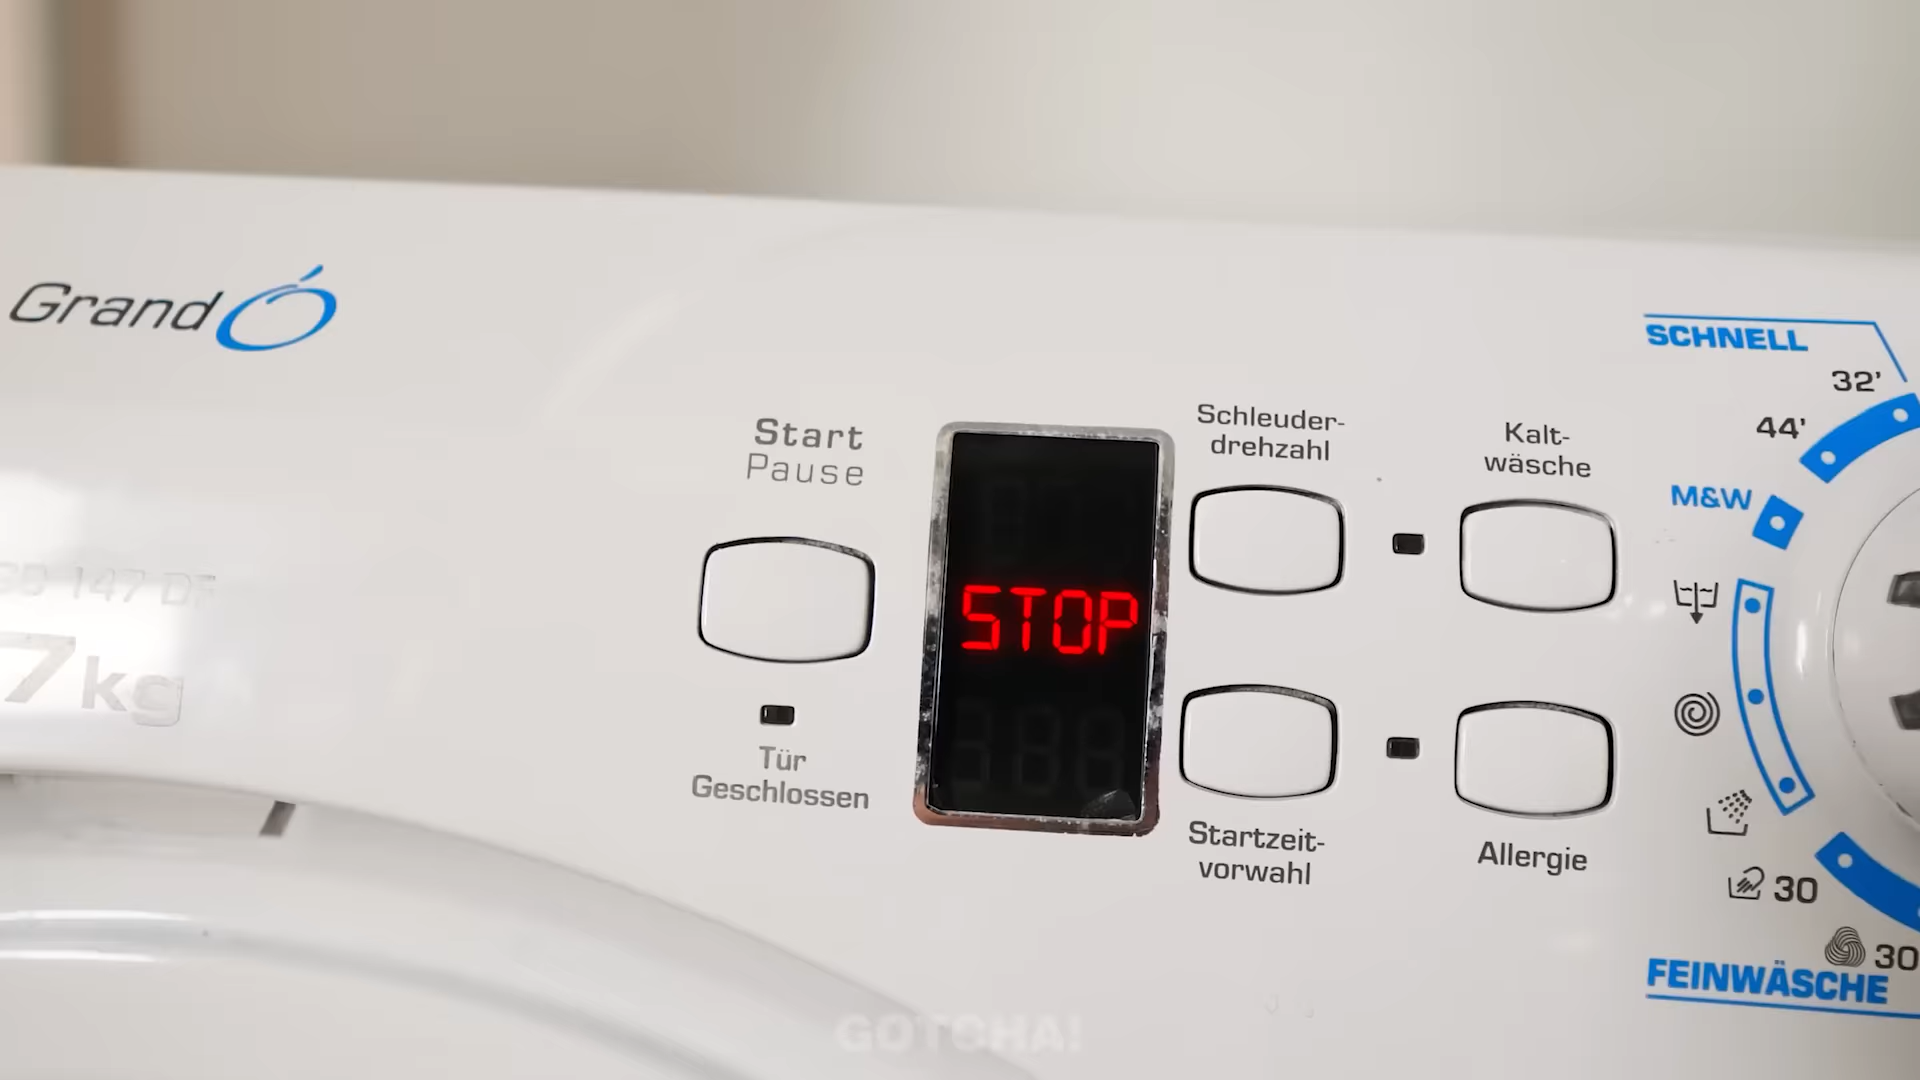 Grand Ó
7kg
Start
Pause
Tür
Geschlossen
STOP
Schleuder-
drehzahl
Startzeit-
vorwahl
Kalt-
wäsche
Allergie
SCHNELL
32'
44'
M&W
30
30
FEINWÄSCHE
GOTCHA!